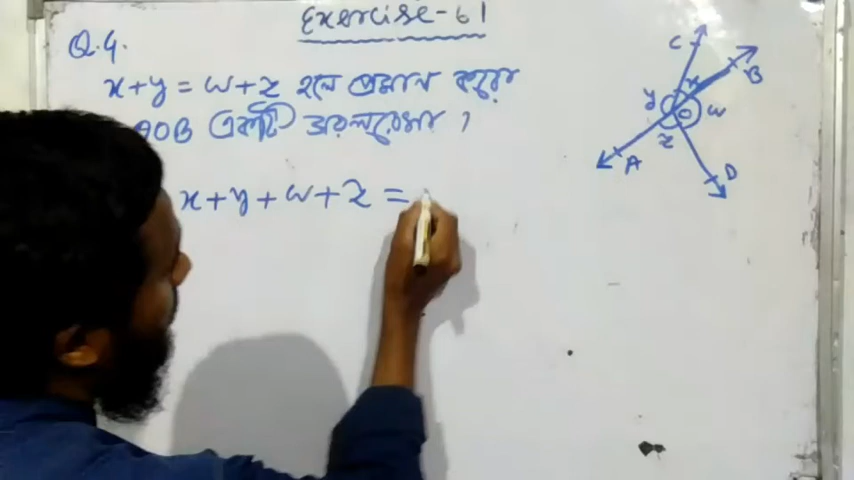 Exercise-6.1
Q.4.
x+y = w+z হলে প্রমান করো
AOB একটি সরলরেখা ,
x+y+w+z =
C
x
B
y
O
w
A
z
D